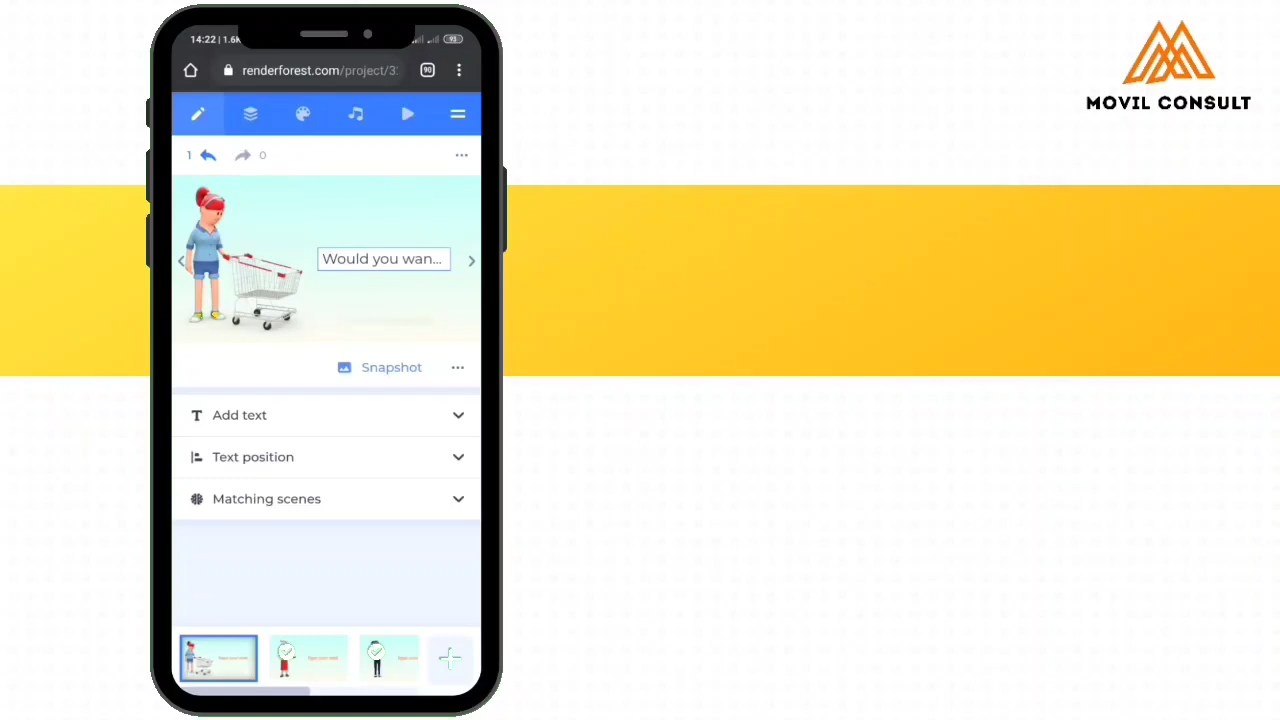 MOVIL CONSULT
14:22 | 1.6K
95
renderforest.com/project/3
90
1
0
Would you wan...
Snapshot
Add text
Text position
Matching scenes